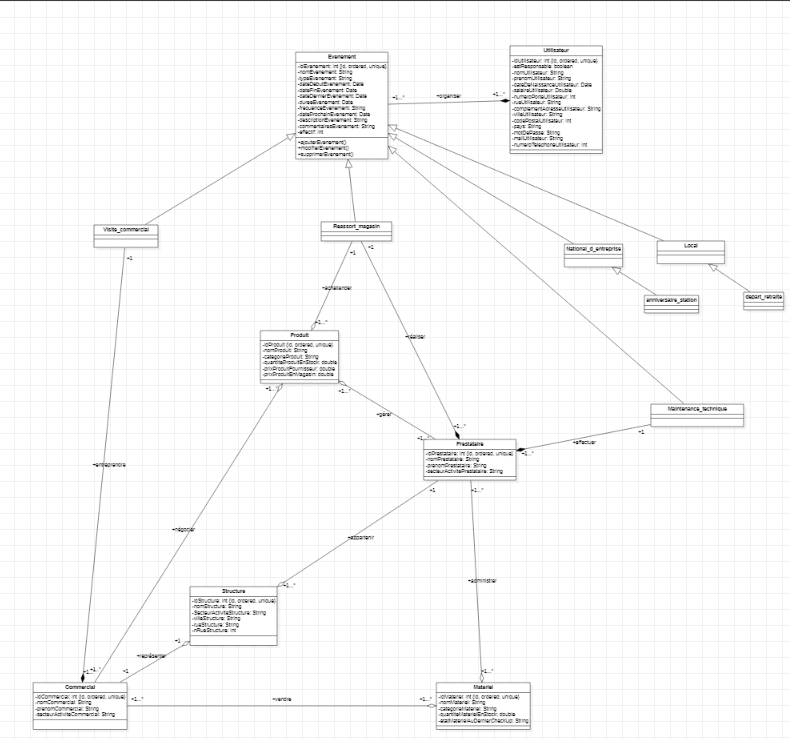 Evenement
-idEvenement: int {id, ordered, unique}
-nomEvenement: String
-typeEvenement: String
-dateDebutEvenement: Date
-dateFinEvenement: Date
-dateDernierEvenement: Date
-dureeEvenement: Date
-frequenceEvenement: String
-dateProchainEvenement: Date
-descriptionEvenement: String
-commentairesEvenement: String
-effectif: int
+ajouterEvenement()
+modifierEvenement()
+supprimerEvenement()
+1..*
+organiser
+1..*
Utilisateur
-idUtilisateur: int {id, ordered, unique}
-estResponsable: boolean
-nomUtilisateur: String
-prenomUtilisateur: String
-dateDeNaissanceUtilisateur: Date
-salaireUtilisateur: Double
-numeroPorteUtilisateur: int
-rueUtilisateur: String
-complementAdresseUtilisateur: String
-villeUtilisateur: String
-codePostalUtilisateur: int
-pays: String
-motDePasse: String
-mailUtilisateur: String
-numeroTelephoneUtilisateur: int
Visite_commercial
+1
Reassort_magasin
+1
+1
National_d_entreprise
Local
anniversaire_station
depart_retraite
+achalander
+1..*
+réaliser
Produit
-idProduit {id, ordered, unique}
-nomProduit: String
-categorieProduit: String
-quantiteProduitEnStock: double
-prixProduitFournisseur: double
-prixProduitEnMagasin: double
+1..*
+1..*
+gerer
+1..*
+1..*
Maintenance_technique
+1
+effectuer
+1..*
Prestataire
-idPrestataire: int {id, ordered, unique}
-nomPrestataire: String
-prenomPrestataire: String
-secteurActivitePrestataire: String
+1
+1..*
+entreprendre
+négocier
+appartenir
+administrer
+1..*
Structure
-idStructure: int {id, ordered, unique}
-nomStructure: String
-SecteurActiviteStructure: String
-villeStructure: String
-rueStructure: String
-nRueStructure: int
+1
+représenter
+1
+1..*
+1..*
Commercial
-idCommercial: int {id, ordered, unique}
-nomCommercial: String
-prenomCommercial: String
-secteurActiviteCommercial: String
+1..*
+vendre
+1..*
+1..*
Materiel
-idMateriel: int {id, ordered, unique}
-nomMateriel: String
-categorieMateriel: String
-quantiteMaterielEnStock: double
-etatMaterielAuDernierCheckUp: String